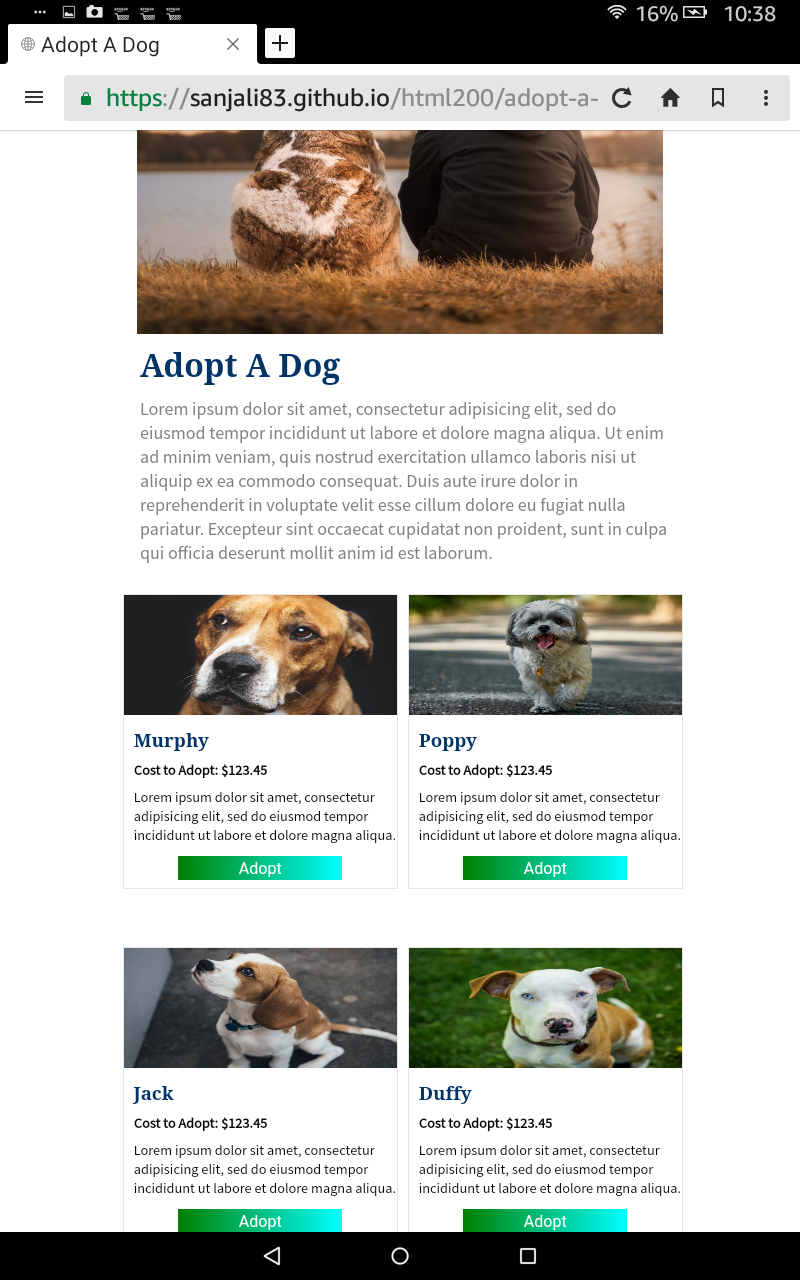 16% 10:38
Adopt A Dog
https://sanjali83.github.io/html200/adopt-a-
Adopt A Dog
Lorem ipsum dolor sit amet, consectetur adipisicing elit, sed do
eiusmod tempor incididunt ut labore et dolore magna aliqua. Ut enim
ad minim veniam, quis nostrud exercitation ullamco laboris nisi ut
aliquip ex ea commodo consequat. Duis aute irure dolor in
reprehenderit in voluptate velit esse cillum dolore eu fugiat nulla
pariatur. Excepteur sint occaecat cupidatat non proident, sunt in culpa
qui officia deserunt mollit anim id est laborum.
Murphy
Cost to Adopt: $123.45
Lorem ipsum dolor sit amet, consectetur
adipisicing elit, sed do eiusmod tempor
incididunt ut labore et dolore magna aliqua.
Adopt
Poppy
Cost to Adopt: $123.45
Lorem ipsum dolor sit amet, consectetur
adipisicing elit, sed do eiusmod tempor
incididunt ut labore et dolore magna aliqua.
Adopt
Jack
Cost to Adopt: $123.45
Lorem ipsum dolor sit amet, consectetur
adipisicing elit, sed do eiusmod tempor
incididunt ut labore et dolore magna aliqua.
Adopt
Duffy
Cost to Adopt: $123.45
Lorem ipsum dolor sit amet, consectetur
adipisicing elit, sed do eiusmod tempor
incididunt ut labore et dolore magna aliqua.
Adopt